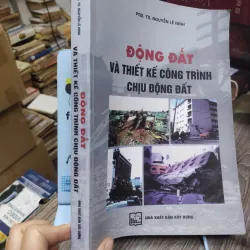 PGS. TS. NGUYỄN LÊ NINH
ĐỘNG ĐẤT
VÀ THIẾT KẾ CÔNG TRÌNH
CHỊU ĐỘNG ĐẤT
NHÀ XUẤT BẢN XÂY DỰNG
ĐỘNG ĐẤT
VÀ THIẾT KẾ CÔNG TRÌNH CHỊU ĐỘNG ĐẤT